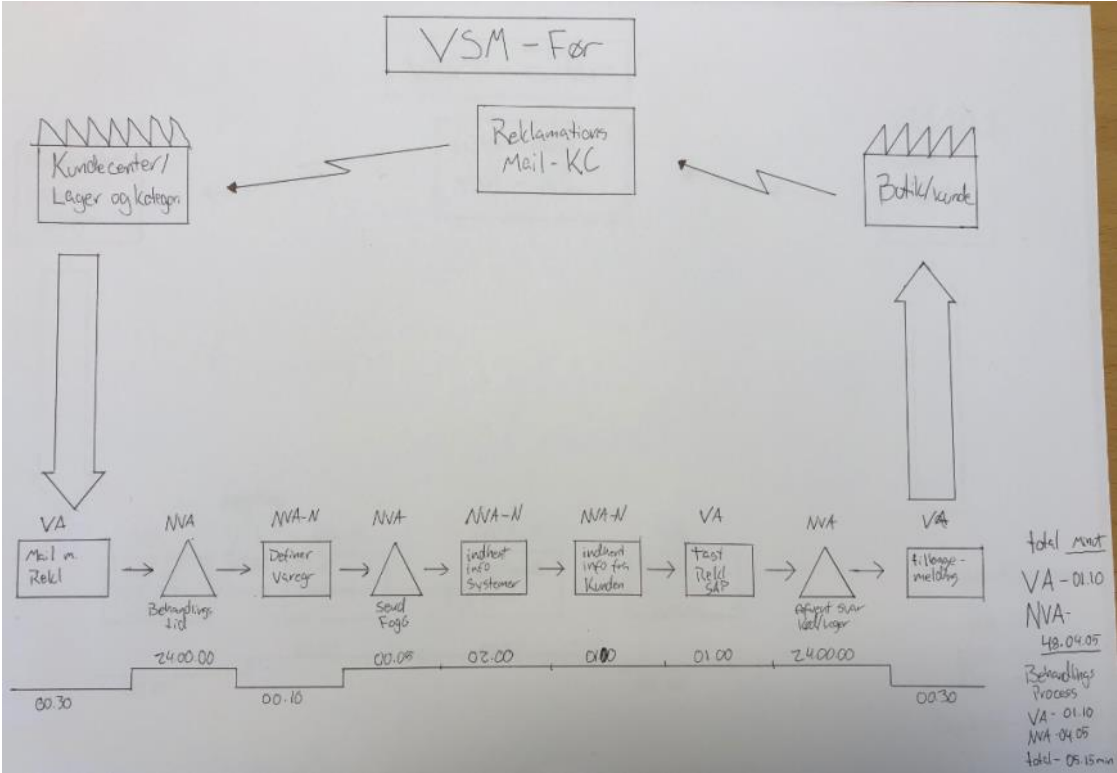 VSM - Før
Reklamations
Mail - KC
Kundecenter/
Lager og Kategori
Butik/kunde
VA
NVA
NVA-N
NVA
NVA-N
NVA-N
VA
NVA
VA
Mail m.
Rekl
Behandlings
tid
Definer
varegr
Send
indhent
info
Systemer
indhent
info fra
Kunden
tast
Rekl
SAP
Afvent svar
tilbage-
melding
00.30
24.00.00
00.10
00.05
02.00
01.00
01.00
24.00.00
00.30
total
VA - 01.10
NVA-
48.04.05
Behandlings
Process
VA - 01.10
NVA - 04.05
total - 05.15 min